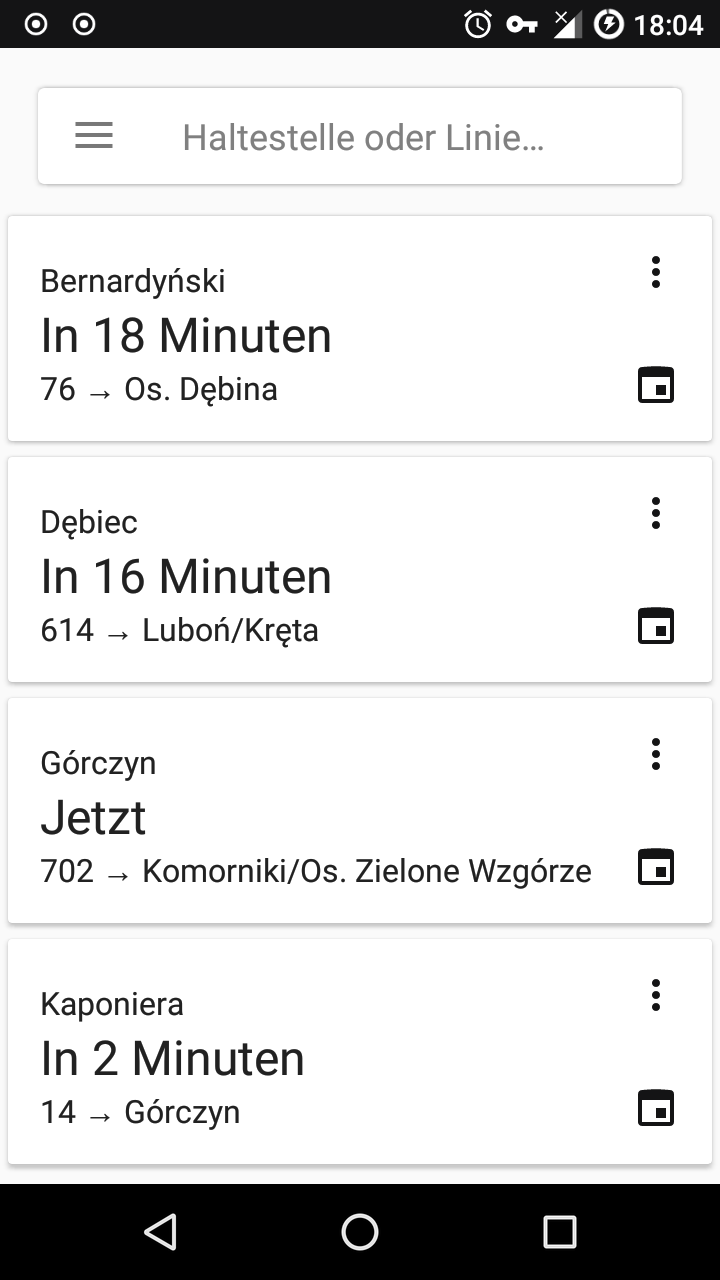 18:04
Haltestelle oder Linie…
Bernardyński
In 18 Minuten
76 → Os. Dębina
Dębiec
In 16 Minuten
614 → Luboń/Kręta
Górczyn
Jetzt
702 → Komorniki/Os. Zielone Wzgórze
Kaponiera
In 2 Minuten
14 → Górczyn